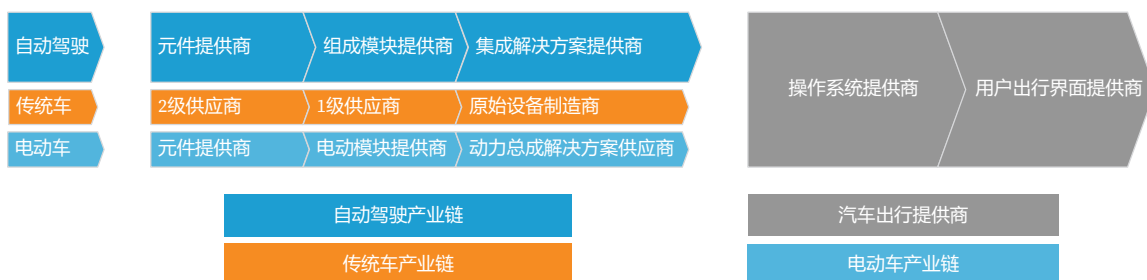 自动驾驶
元件提供商
组成模块提供商
集成解决方案提供商
操作系统提供商
用户出行界面提供商
传统车
2级供应商
1级供应商
原始设备制造商
电动车
元件提供商
电动模块提供商
动力总成解决方案供应商
自动驾驶产业链
汽车出行提供商
传统车产业链
电动车产业链